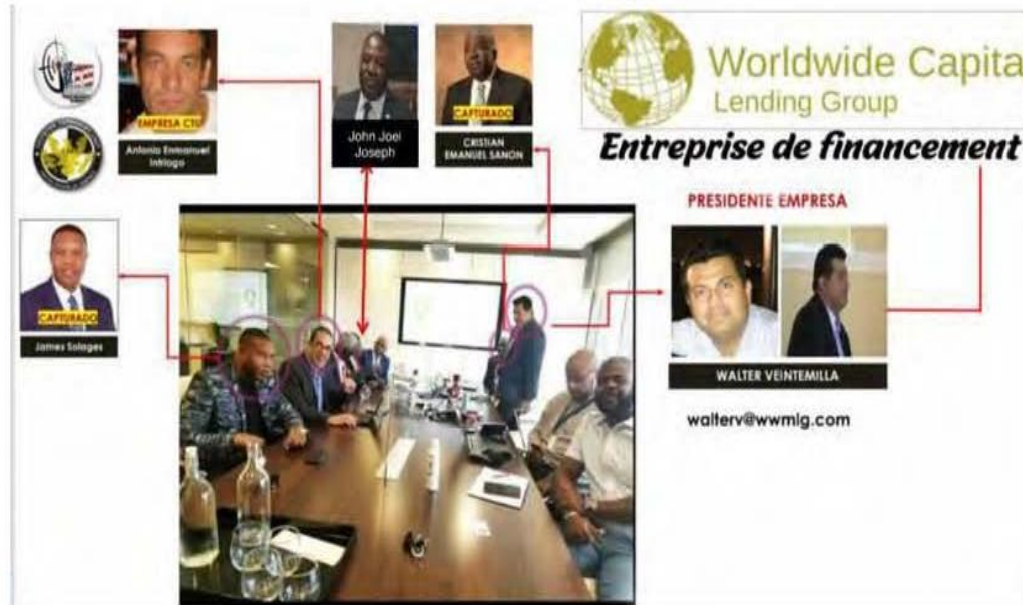 EMPRESA CTU
Antonio Enmanuel
Intriago
John Joel
Joseph
CAPTURADO
CRISTIAN
EMANUEL SANON
Worldwide Capita
Lending Group
Entreprise de financement
PRESIDENTE EMPRESA
CAPTURADO
James Solages
WALTER VEINTEMILLA
walterv@wwmlg.com